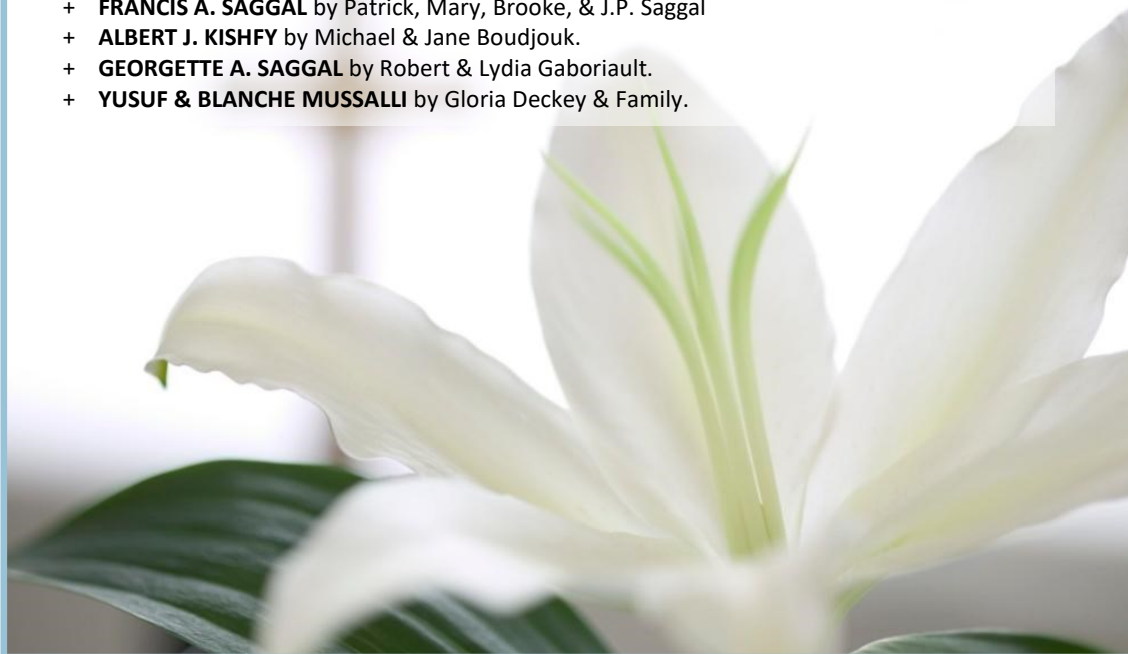 + FRANCIS A. SAGGAL by Patrick, Mary, Brooke, & J.P. Saggal
+ ALBERT J. KISHFY by Michael & Jane Boudjouk.
+ GEORGETTE A. SAGGAL by Robert & Lydia Gaboriault.
+ YUSUF & BLANCHE MUSSALLI by Gloria Deckey & Family.